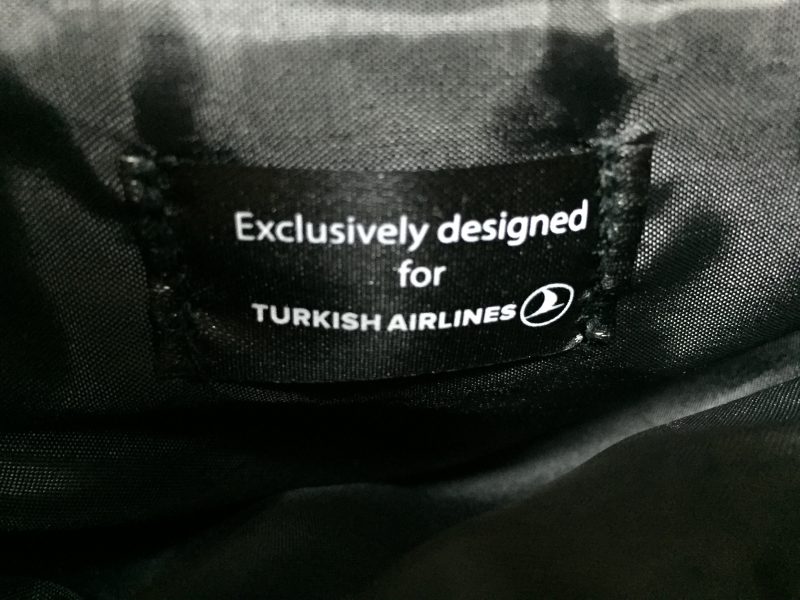 Exclusively designed
for
TURKISH AIRLINES